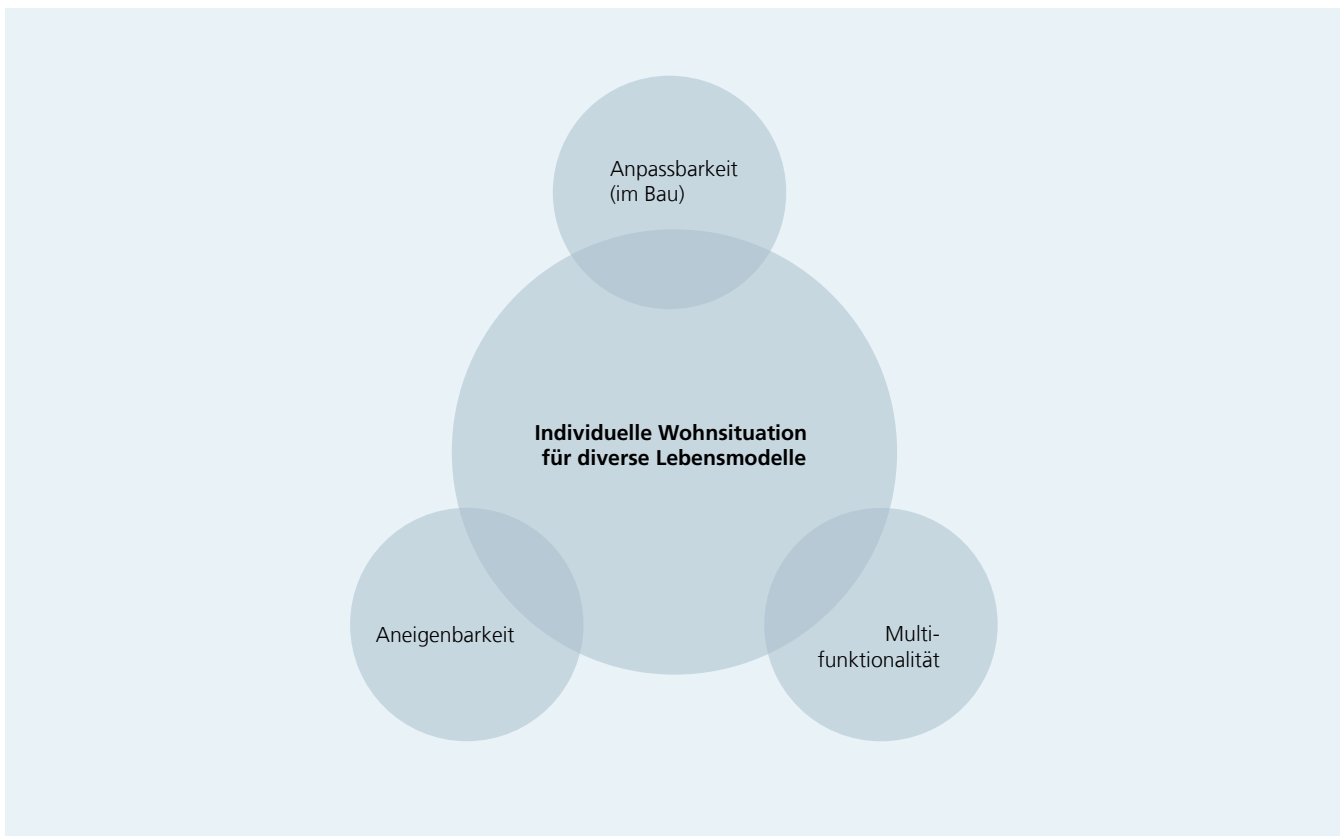 Anpassbarkeit
(im Bau)
Individuelle Wohnsituation
für diverse Lebensmodelle
Aneigenbarkeit
Multi-
funktionalität